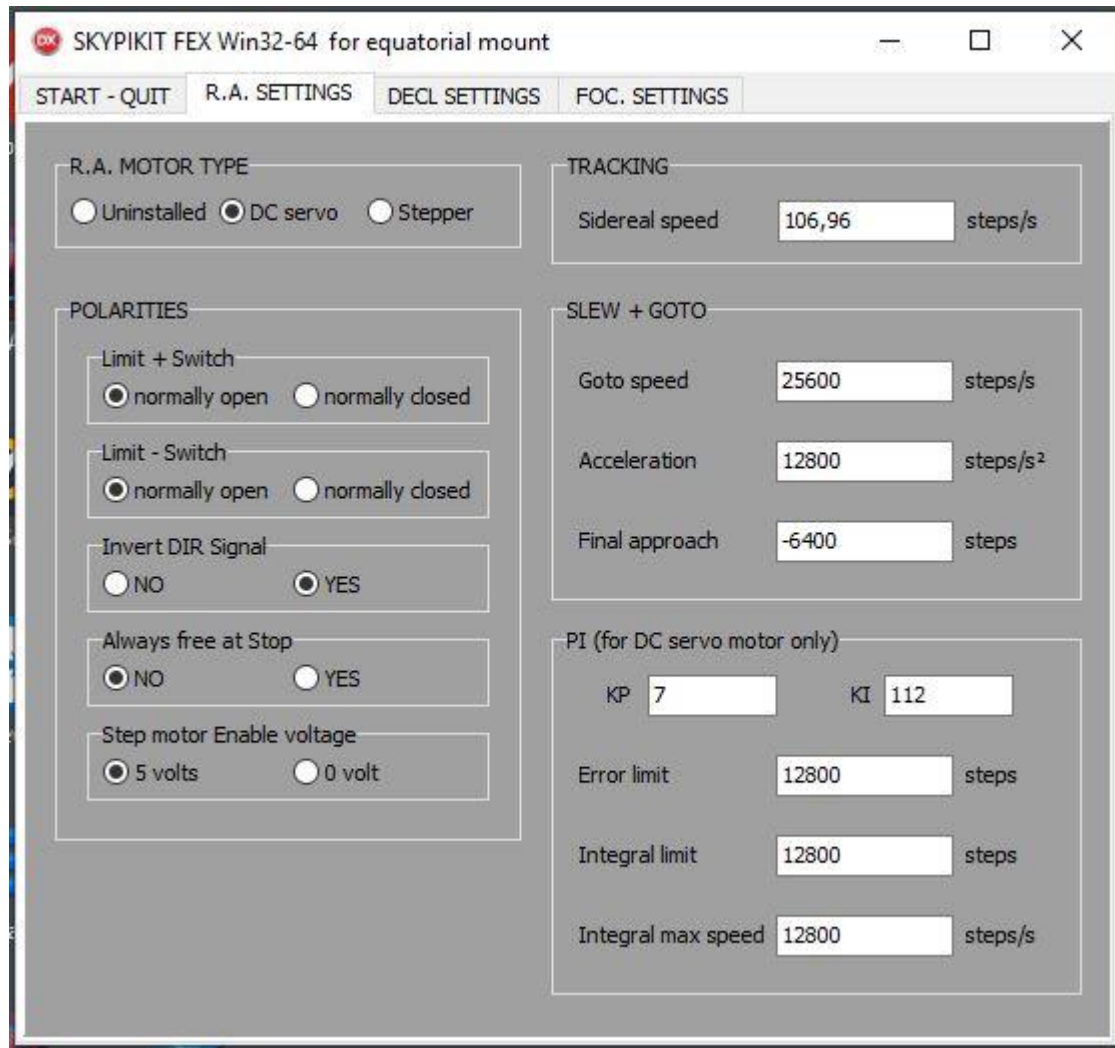 SKYPIKIT FEX Win32-64 for equatorial mount
START - QUIT R.A. SETTINGS DECL SETTINGS FOC. SETTINGS
R.A. MOTOR TYPE
Uninstalled DC servo Stepper
POLARITIES
Limit + Switch
normally open normally closed
Limit - Switch
normally open normally closed
Invert DIR Signal
NO YES
Always free at Stop
NO YES
Step motor Enable voltage
5 volts 0 volt
TRACKING
Sidereal speed 106,96 steps/s
SLEW + GOTO
Goto speed 25600 steps/s
Acceleration 12800 steps/s²
Final approach -6400 steps
PI (for DC servo motor only)
KP 7 KI 112
Error limit 12800 steps
Integral limit 12800 steps
Integral max speed 12800 steps/s